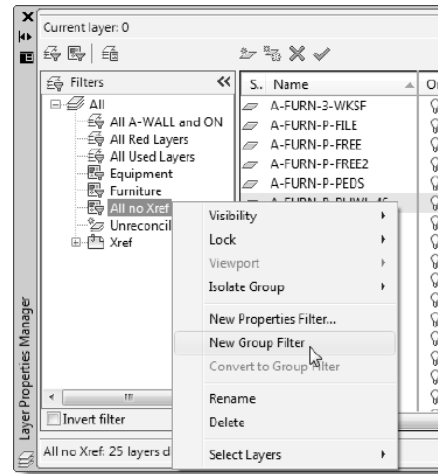 Current layer: 0
Filters
S.. Name
All
All A-WALL and ON
All Red Layers
All Used Layers
Equipment
Furniture
All no Xref
Unreconcil
Xref
A-FURN-3-WKSF
A-FURN-P-FILE
A-FURN-P-FREE
A-FURN-P-FREE2
A-FURN-P-PEDS
Visibility
Lock
Viewport
Isolate Group
New Properties Filter...
New Group Filter
Convert to Group Filter
Rename
Delete
Select Layers
Invert filter
All no Xref: 25 layers d
Layer Properties Manager